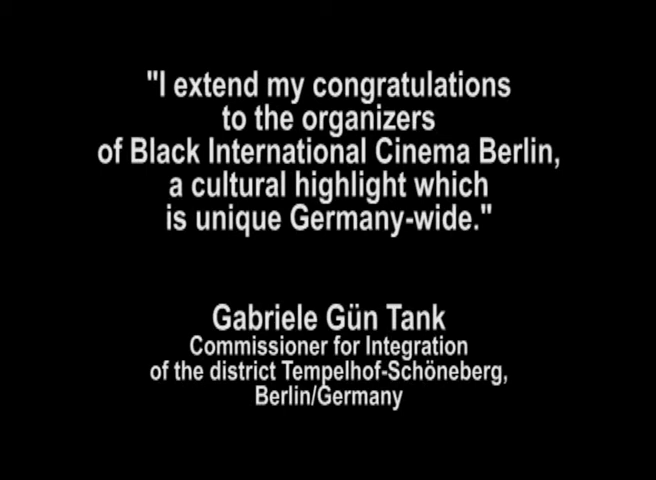 "I extend my congratulations
to the organizers
of Black International Cinema Berlin,
a cultural highlight which
is unique Germany-wide."
Gabriele Gün Tank
Commissioner for Integration
of the district Tempelhof-Schöneberg,
Berlin/Germany